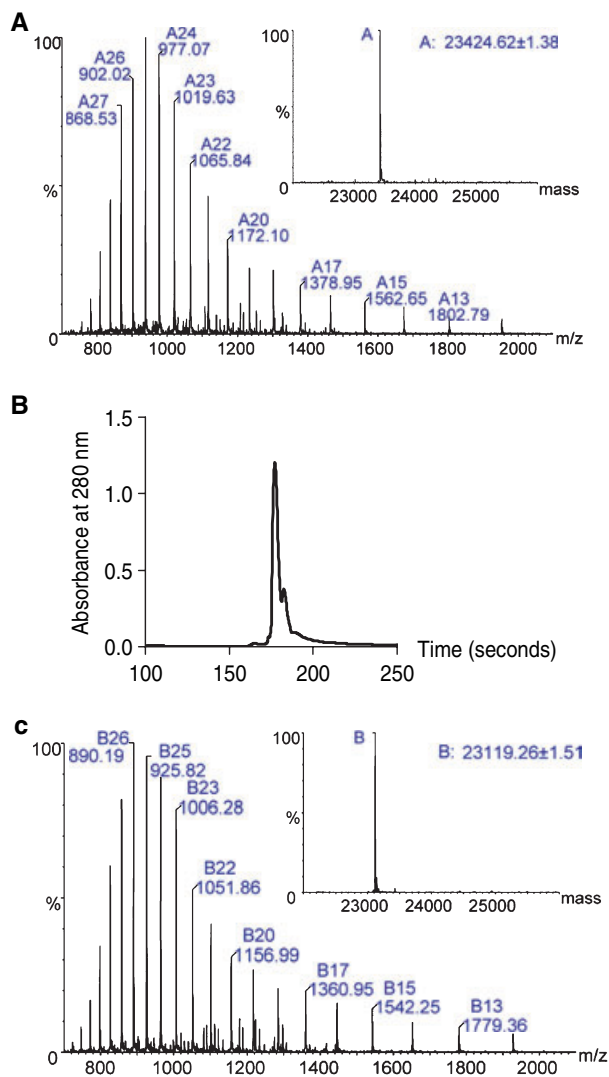 A
100
%
0
A26
902.02
A27
868.53
A24
977.07
A23
1019.63
A22
1065.84
A20
1172.10
A17
1378.95
A15
1562.65
A13
1802.79
800
1000
1200
1400
1600
1800
2000
m/z
100
%
0
A
A: 23424.62±1.38
23000
24000
25000
mass
B
Absorbance at 280 nm
1.5
1.0
0.5
0.0
100
150
200
250
Time (seconds)
c
100
%
0
B26
890.19
B25
925.82
B23
1006.28
B22
1051.86
B20
1156.99
B17
1360.95
B15
1542.25
B13
1779.36
800
1000
1200
1400
1600
1800
2000
m/z
100
%
0
B
B: 23119.26±1.51
23000
24000
25000
mass